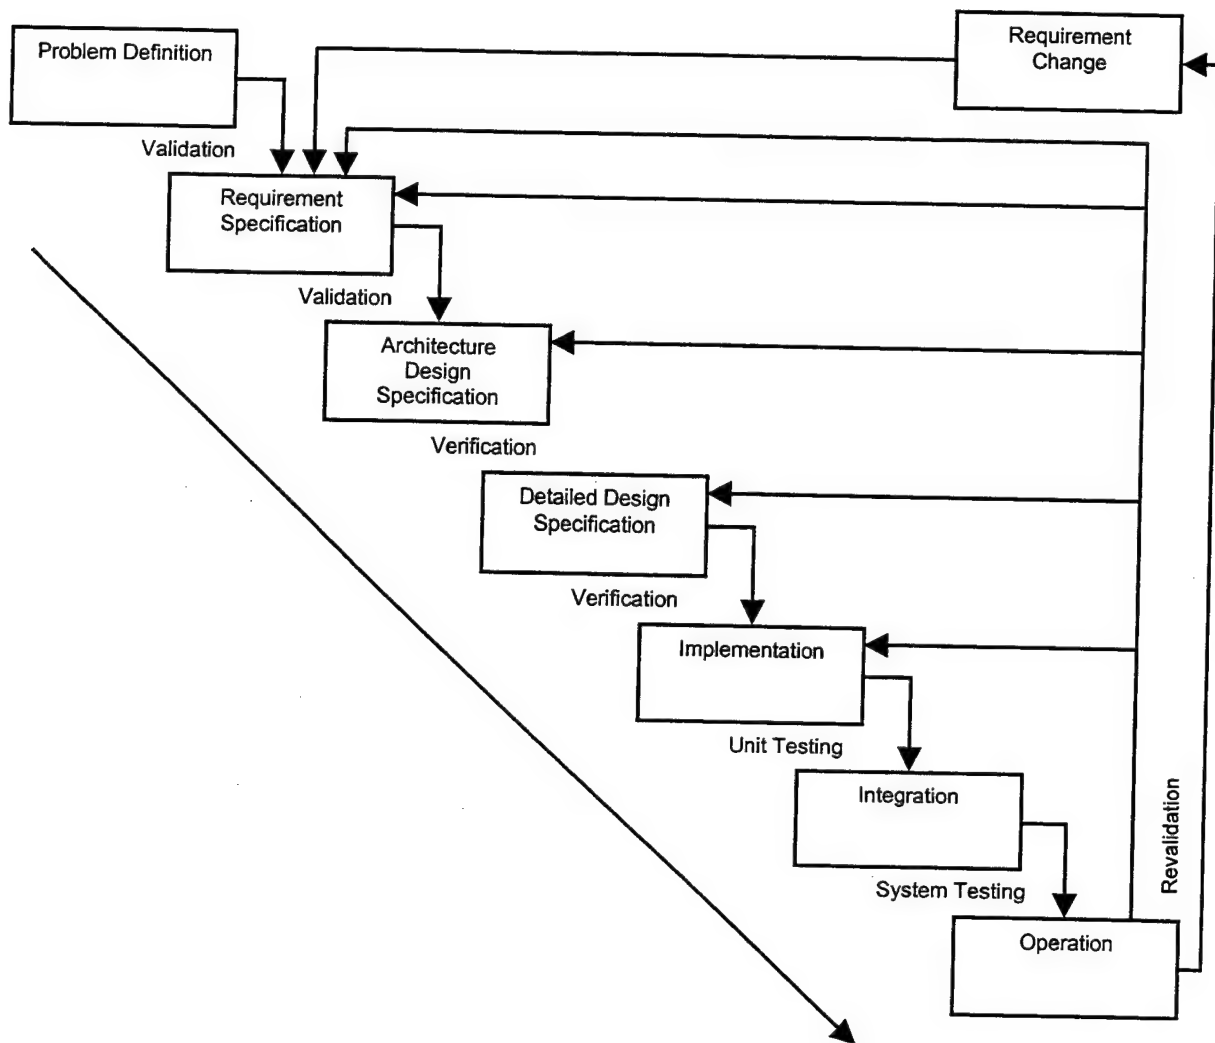 Problem Definition
Requirement
Change
Validation
Requirement
Specification
Validation
Architecture
Design
Specification
Verification
Detailed Design
Specification
Verification
Implementation
Unit Testing
Integration
Revalidation
System Testing
Operation